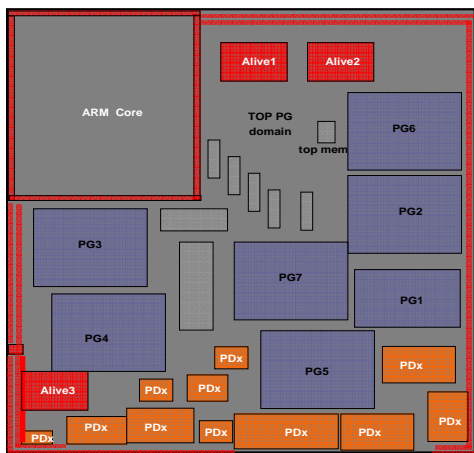 Alive1
Alive2
ARM Core
TOP PG
domain
top mem
PG6
PG2
PG3
PG7
PG1
PG4
PDx
PG5
PDx
Alive3
PDx
PDx
PDx
PDx
PDx
PDx
PDx
PDx
PDx